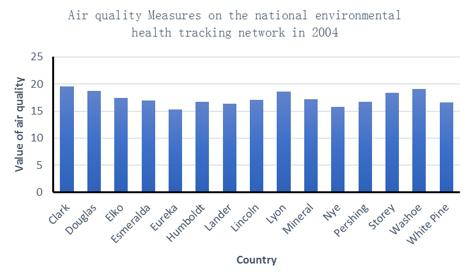 Air quality Measures on the national environmental
health tracking network in 2004
Value of air quality
25
20
15
10
5
0
Clark
Douglas
Elko
Esmeralda
Eureka
Humboldt
Lander
Lincoln
Lyon
Mineral
Nye
Pershing
Storey
Washoe
White Pine
Country